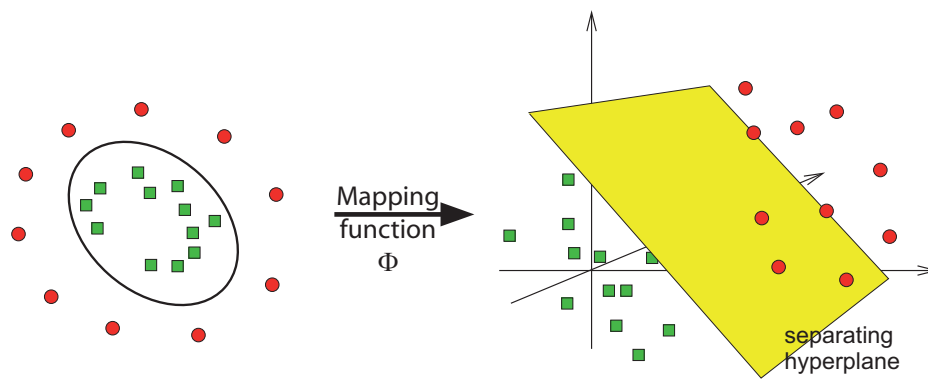 Mapping
function
Φ
separating
hyperplane